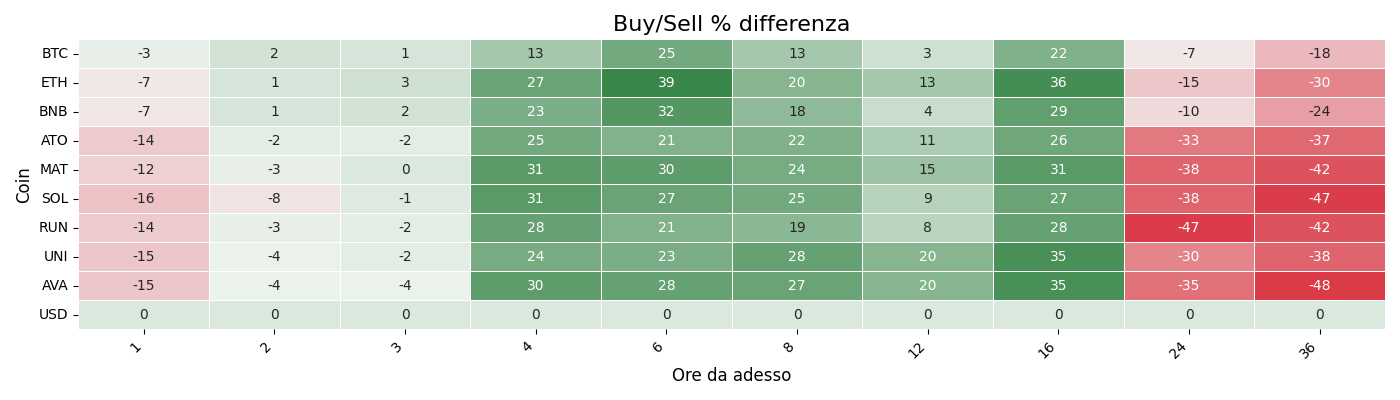 Buy/Sell % differenza
Coin
BTC -3 2 1 13 25 13 3 22 -7 -18
ETH -7 1 3 27 39 20 13 36 -15 -30
BNB -7 1 2 23 32 18 4 29 -10 -24
ATO -14 -2 -2 25 21 22 11 26 -33 -37
MAT -12 -3 0 31 30 24 15 31 -38 -42
SOL -16 -8 -1 31 27 25 9 27 -38 -47
RUN -14 -3 -2 28 21 19 8 28 -47 -42
UNI -15 -4 -2 24 23 28 20 35 -30 -38
AVA -15 -4 -4 30 28 27 20 35 -35 -48
USD 0 0 0 0 0 0 0 0 0 0
1 2 3 4 6 8 12 16 24 36
Ore da adesso